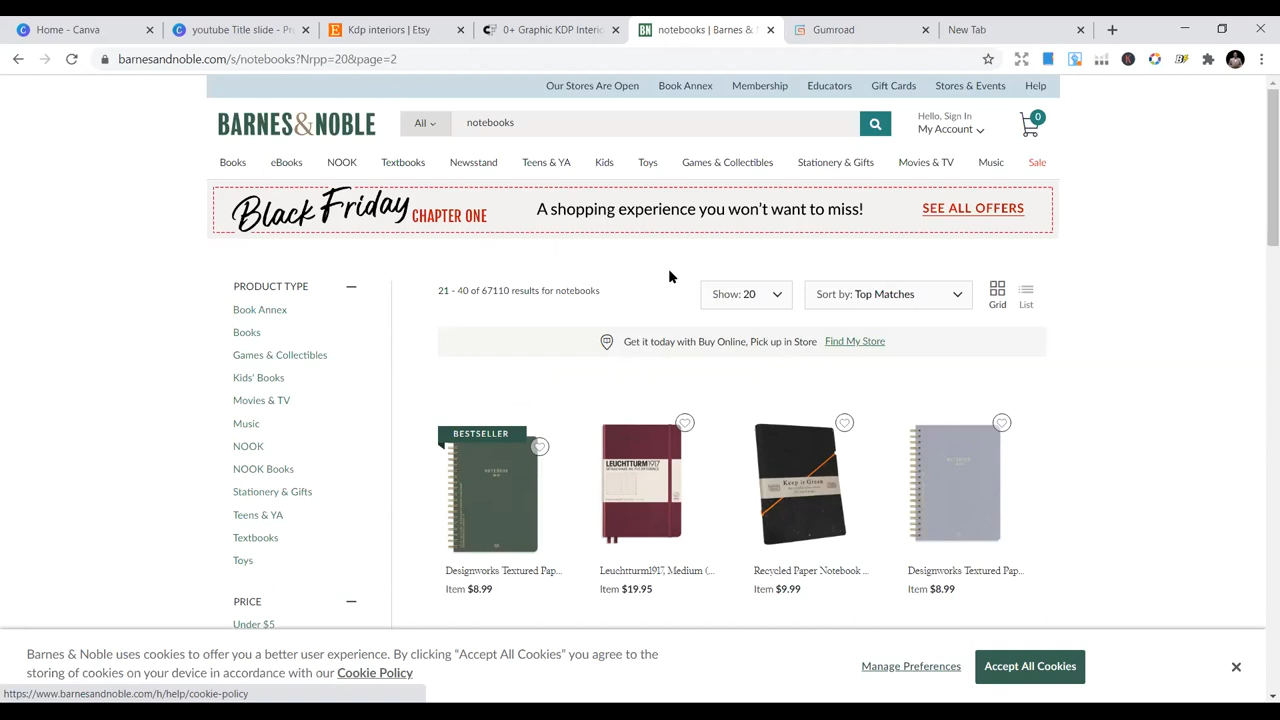 Home - Canva
youtube Title slide - Pr
Kdp interiors | Etsy
0+ Graphic KDP Interi
BN notebooks | Barnes &
Gumroad
New Tab
barnesandnoble.com/s/notebooks?Nrpp=20&page=2
Our Stores Are Open
Book Annex
Membership
Educators
Gift Cards
Stores & Events
Help
BARNES&NOBLE
All
notebooks
Hello, Sign In
My Account
0
Books
eBooks
NOOK
Textbooks
Newsstand
Teens & YA
Kids
Toys
Games & Collectibles
Stationery & Gifts
Movies & TV
Music
Sale
Black Friday CHAPTER ONE
A shopping experience you won't want to miss!
SEE ALL OFFERS
PRODUCT TYPE
Book Annex
Books
Games & Collectibles
Kids' Books
Movies & TV
Music
NOOK
NOOK Books
Stationery & Gifts
Teens & YA
Textbooks
Toys
PRICE
Under $5
21 - 40 of 67110 results for notebooks
Show: 20
Sort by: Top Matches
Grid
List
Get it today with Buy Online, Pick up in Store Find My Store
BESTSELLER
NOTEBOOK
LEUCHTTURM1917
Keep is Green
NOTEBOOK
Designworks Textured Pap...
Item $8.99
Leuchtturm1917, Medium (...
Item $19.95
Recycled Paper Notebook ...
Item $9.99
Designworks Textured Pap...
Item $8.99
Barnes & Noble uses cookies to offer you a better user experience. By clicking “Accept All Cookies” you agree to the
storing of cookies on your device in accordance with our Cookie Policy
Manage Preferences
Accept All Cookies
https://www.barnesandnoble.com/h/help/cookie-policy